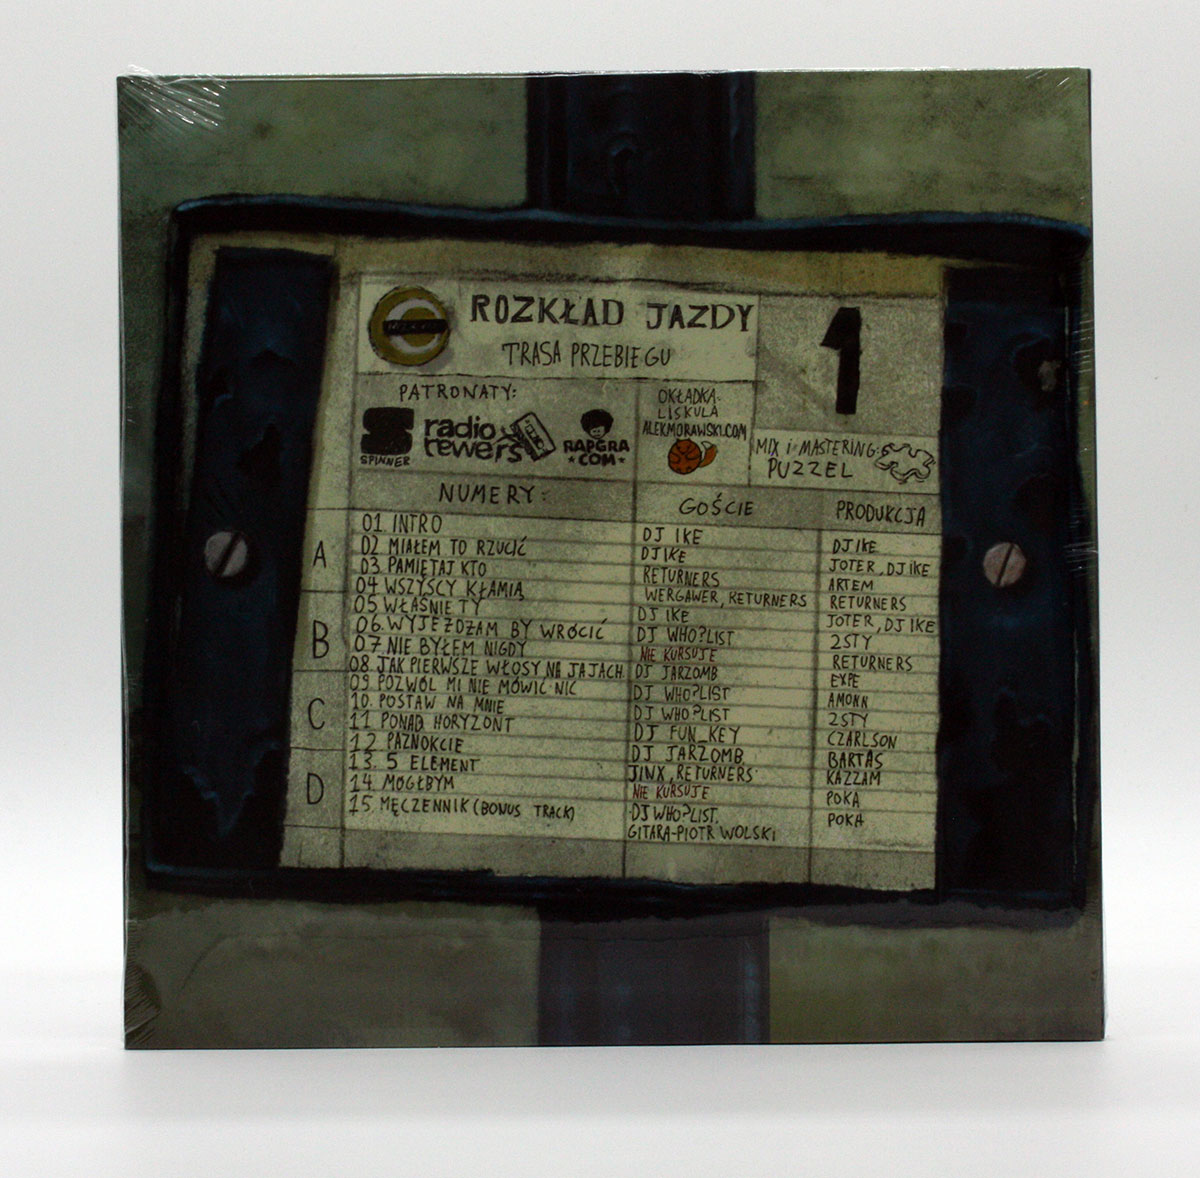 ROZKŁAD JAZDY
TRASA PRZEBIEGU
1
PATRONATY:
SPINNER
radio rewers
RAPGRA
COM
OKŁADKA:
LISKULA
ALEXMORAWSKI.COM
MIX i MASTERING:
PUZZEL
NUMERY:
GOŚCIE
PRODUKCJA
A
B
C
D
01. INTRO
02 MIAŁEM TO RZUCIĆ
03. PAMIĘTAJ KTO
04 WSZYSCY KŁAMIĄ
05 WŁAŚNIE TY
06. WYJEŻDŻAM BY WRÓCIĆ
07. NIE BYŁEM NIGDY
08. JAK PIERWSZE WŁOSY NA JAJACH
09. POZWÓL MI NIE MÓWIĆ NIC
10. POSTAW NA MNIE
11 PONAD HORYZONT
12 PAZNOKCIE
13. 5 ELEMENT
14. MÓGŁBYM
15. MĘCZENNIK (BONUS TRACK)
DJ IKE
DJ IKE
RETURNERS
WERGAWER, RETURNERS
DJ IKE
DJ WHO?LIST
NIE KURSUJE
DJ JARZOMB
DJ WHO?LIST
DJ WHO?LIST
DJ FUN_KEY
DJ JARZOMB
JINX, RETURNERS
NIE KURSUJE
DJ WHO?LIST,
GITARA-PIOTR WOLSKI
DJ IKE
JOTER, DJ IKE
ARTEM
RETURNERS
JOTER, DJ IKE
2STY
RETURNERS
EXPE
AMONN
2STY
CZARLSON
BARTAS
KAZZAM
POKA
POKA